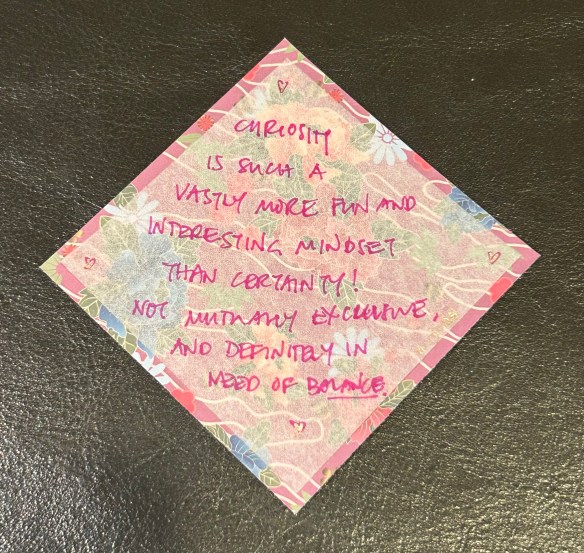 CURIOSITY
IS SUCH A
VASTLY MORE FUN AND
INTERESTING MINDSET
THAN CERTAINTY!
NOT MUTUALLY EXCLUSIVE,
AND DEFINITELY IN
NEED OF BALANCE.